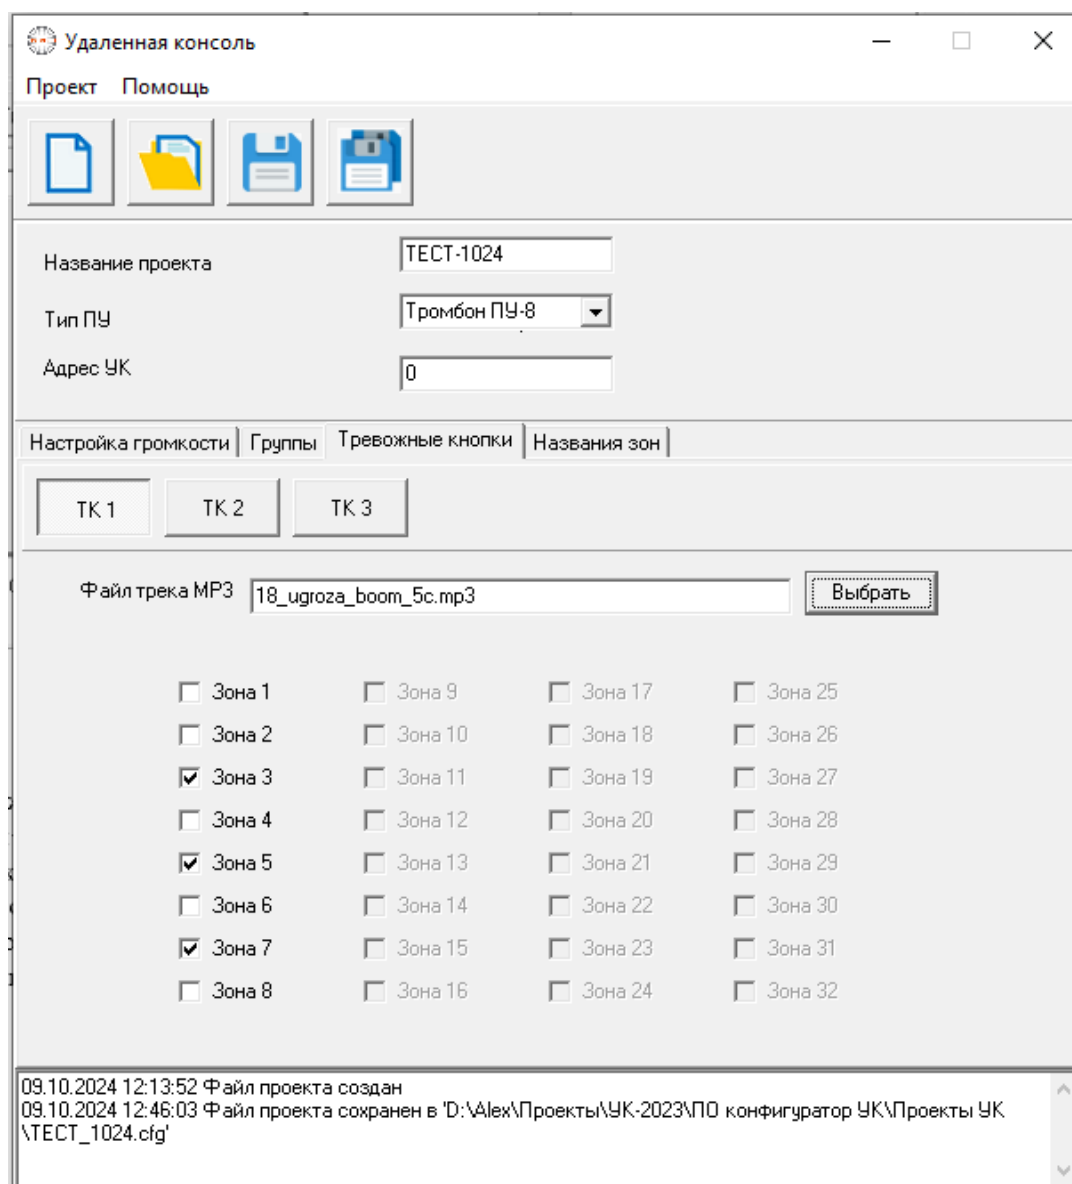 Удаленная консоль
Проект Помощь
Название проекта ТЕСТ-1024
Тип ПУ Тромбон ПУ-8
Адрес УК 0
Настройка громкости Группы Тревожные кнопки Названия зон
ТК 1 ТК 2 ТК 3
Файл трека MP3 18_ugroza_boom_5c.mp3 Выбрать
Зона 1 Зона 9 Зона 17 Зона 25
Зона 2 Зона 10 Зона 18 Зона 26
Зона 3 Зона 11 Зона 19 Зона 27
Зона 4 Зона 12 Зона 20 Зона 28
Зона 5 Зона 13 Зона 21 Зона 29
Зона 6 Зона 14 Зона 22 Зона 30
Зона 7 Зона 15 Зона 23 Зона 31
Зона 8 Зона 16 Зона 24 Зона 32
09.10.2024 12:13:52 Файл проекта создан
09.10.2024 12:46:03 Файл проекта сохранен в 'D:\Alex\Проекты\УК-2023\ПО конфигуратор УК\Проекты УК
\ТЕСТ_1024.cfg'